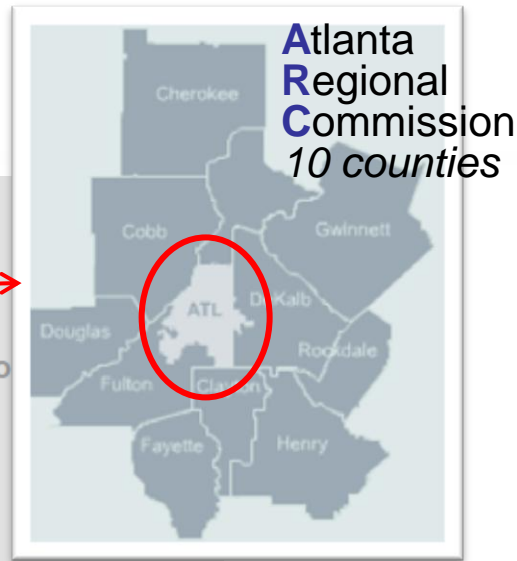 Atlanta
Regional
Commission
10 counties
Cherokee
Cobb
Gwinnett
ATL
DeKalb
Douglas
Rockdale
o
Fulton
Clayton
Fayette
Henry